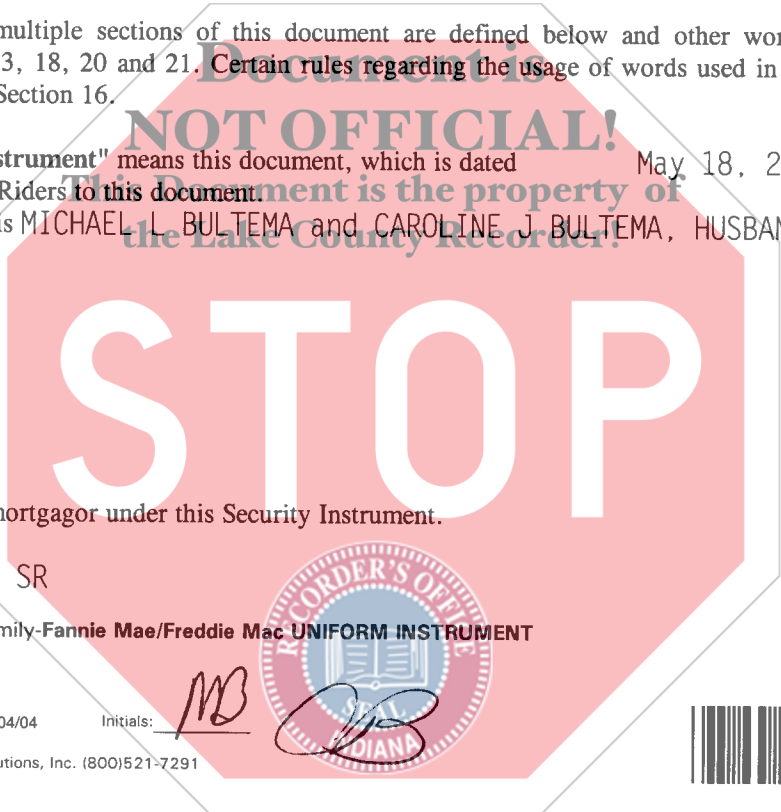 multiple sections of this document are defined below and other wor
3, 18, 20 and 21. Certain rules regarding the usage of words used in
Section 16.
Document is
NOT OFFICIAL!
This Document is the property of
the Lake County Recorder!
strument" means this document, which is dated May 18, 2
Riders to this document.
is MICHAEL L BULTEMA and CAROLINE J BULTEMA, HUSBAN
STOP
mortgagor under this Security Instrument.
SR
RECORDER'S OFFICE
SEAL
INDIANA
mily-Fannie Mae/Freddie Mac UNIFORM INSTRUMENT
04/04 Initials: MB CJB
utions, Inc. (800)521-7291